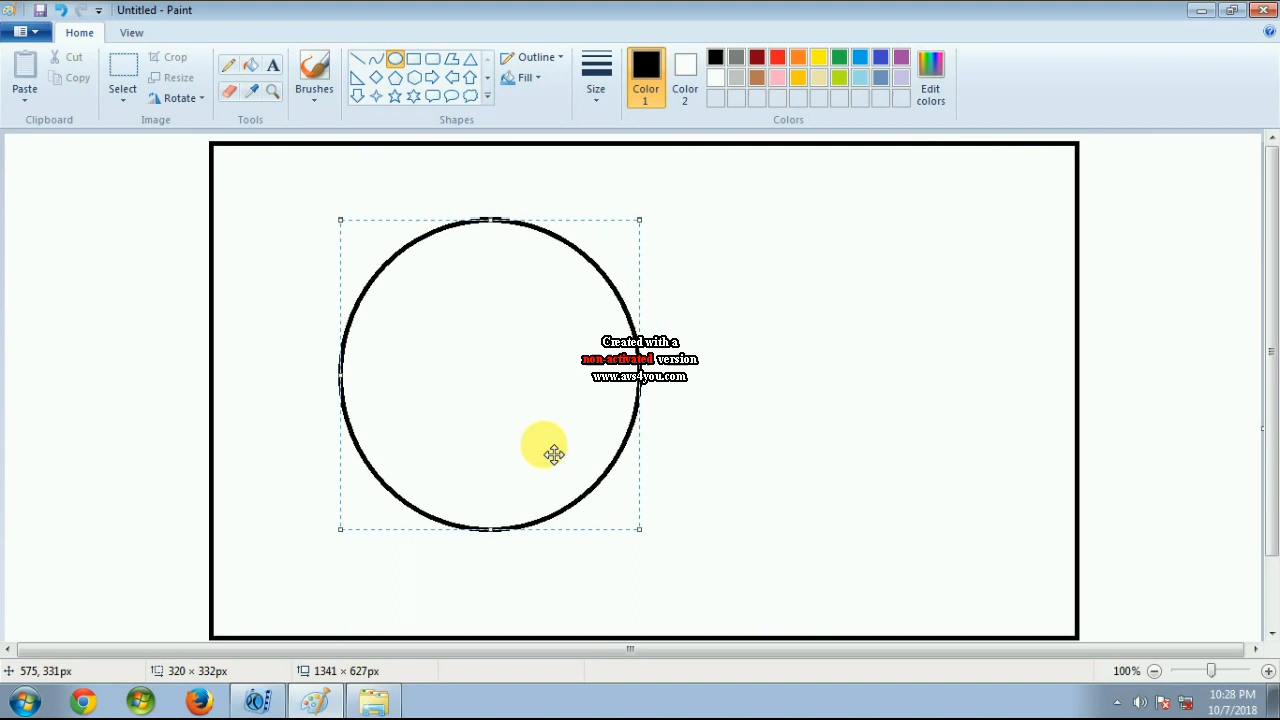 Untitled - Paint
Home
View
Paste
Cut
Copy
Clipboard
Select
Crop
Resize
Rotate
Image
A
Tools
Brushes
Outline
Fill
Shapes
Size
Color 1
Color 2
Edit colors
Colors
Created with a
non-activated version
www.avs4you.com
575, 331px
320 × 332px
1341 × 627px
100%
10:28 PM
10/7/2018